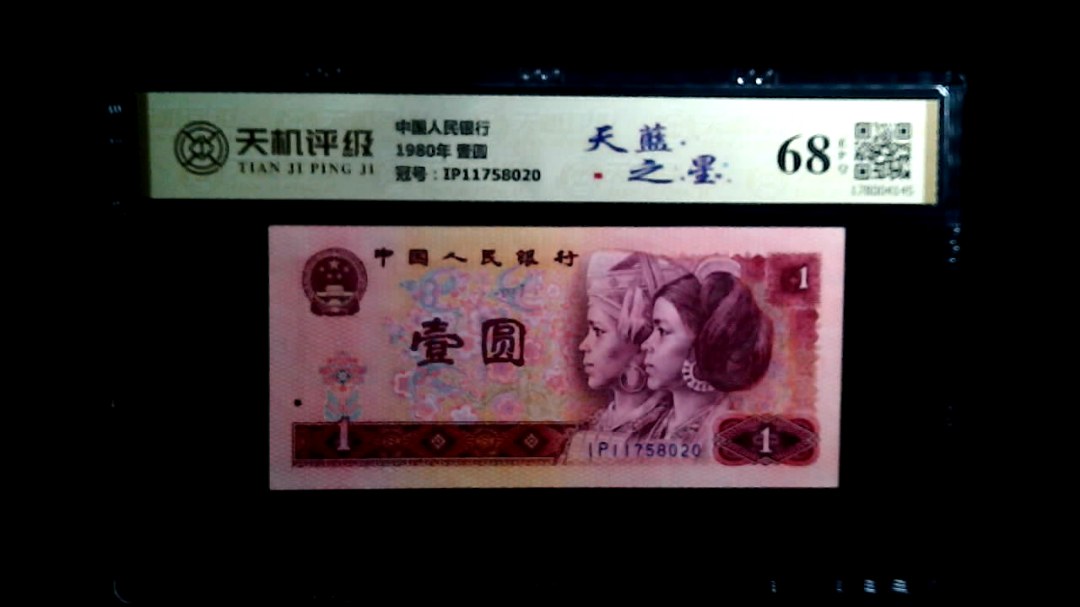 天机评级
TIAN JI PING JI
中国人民银行
1980年 壹圆
冠号：IP11758020
天藍
之墨
68
EPQ
中国人民银行
1
壹圆
1
IP11758020
1